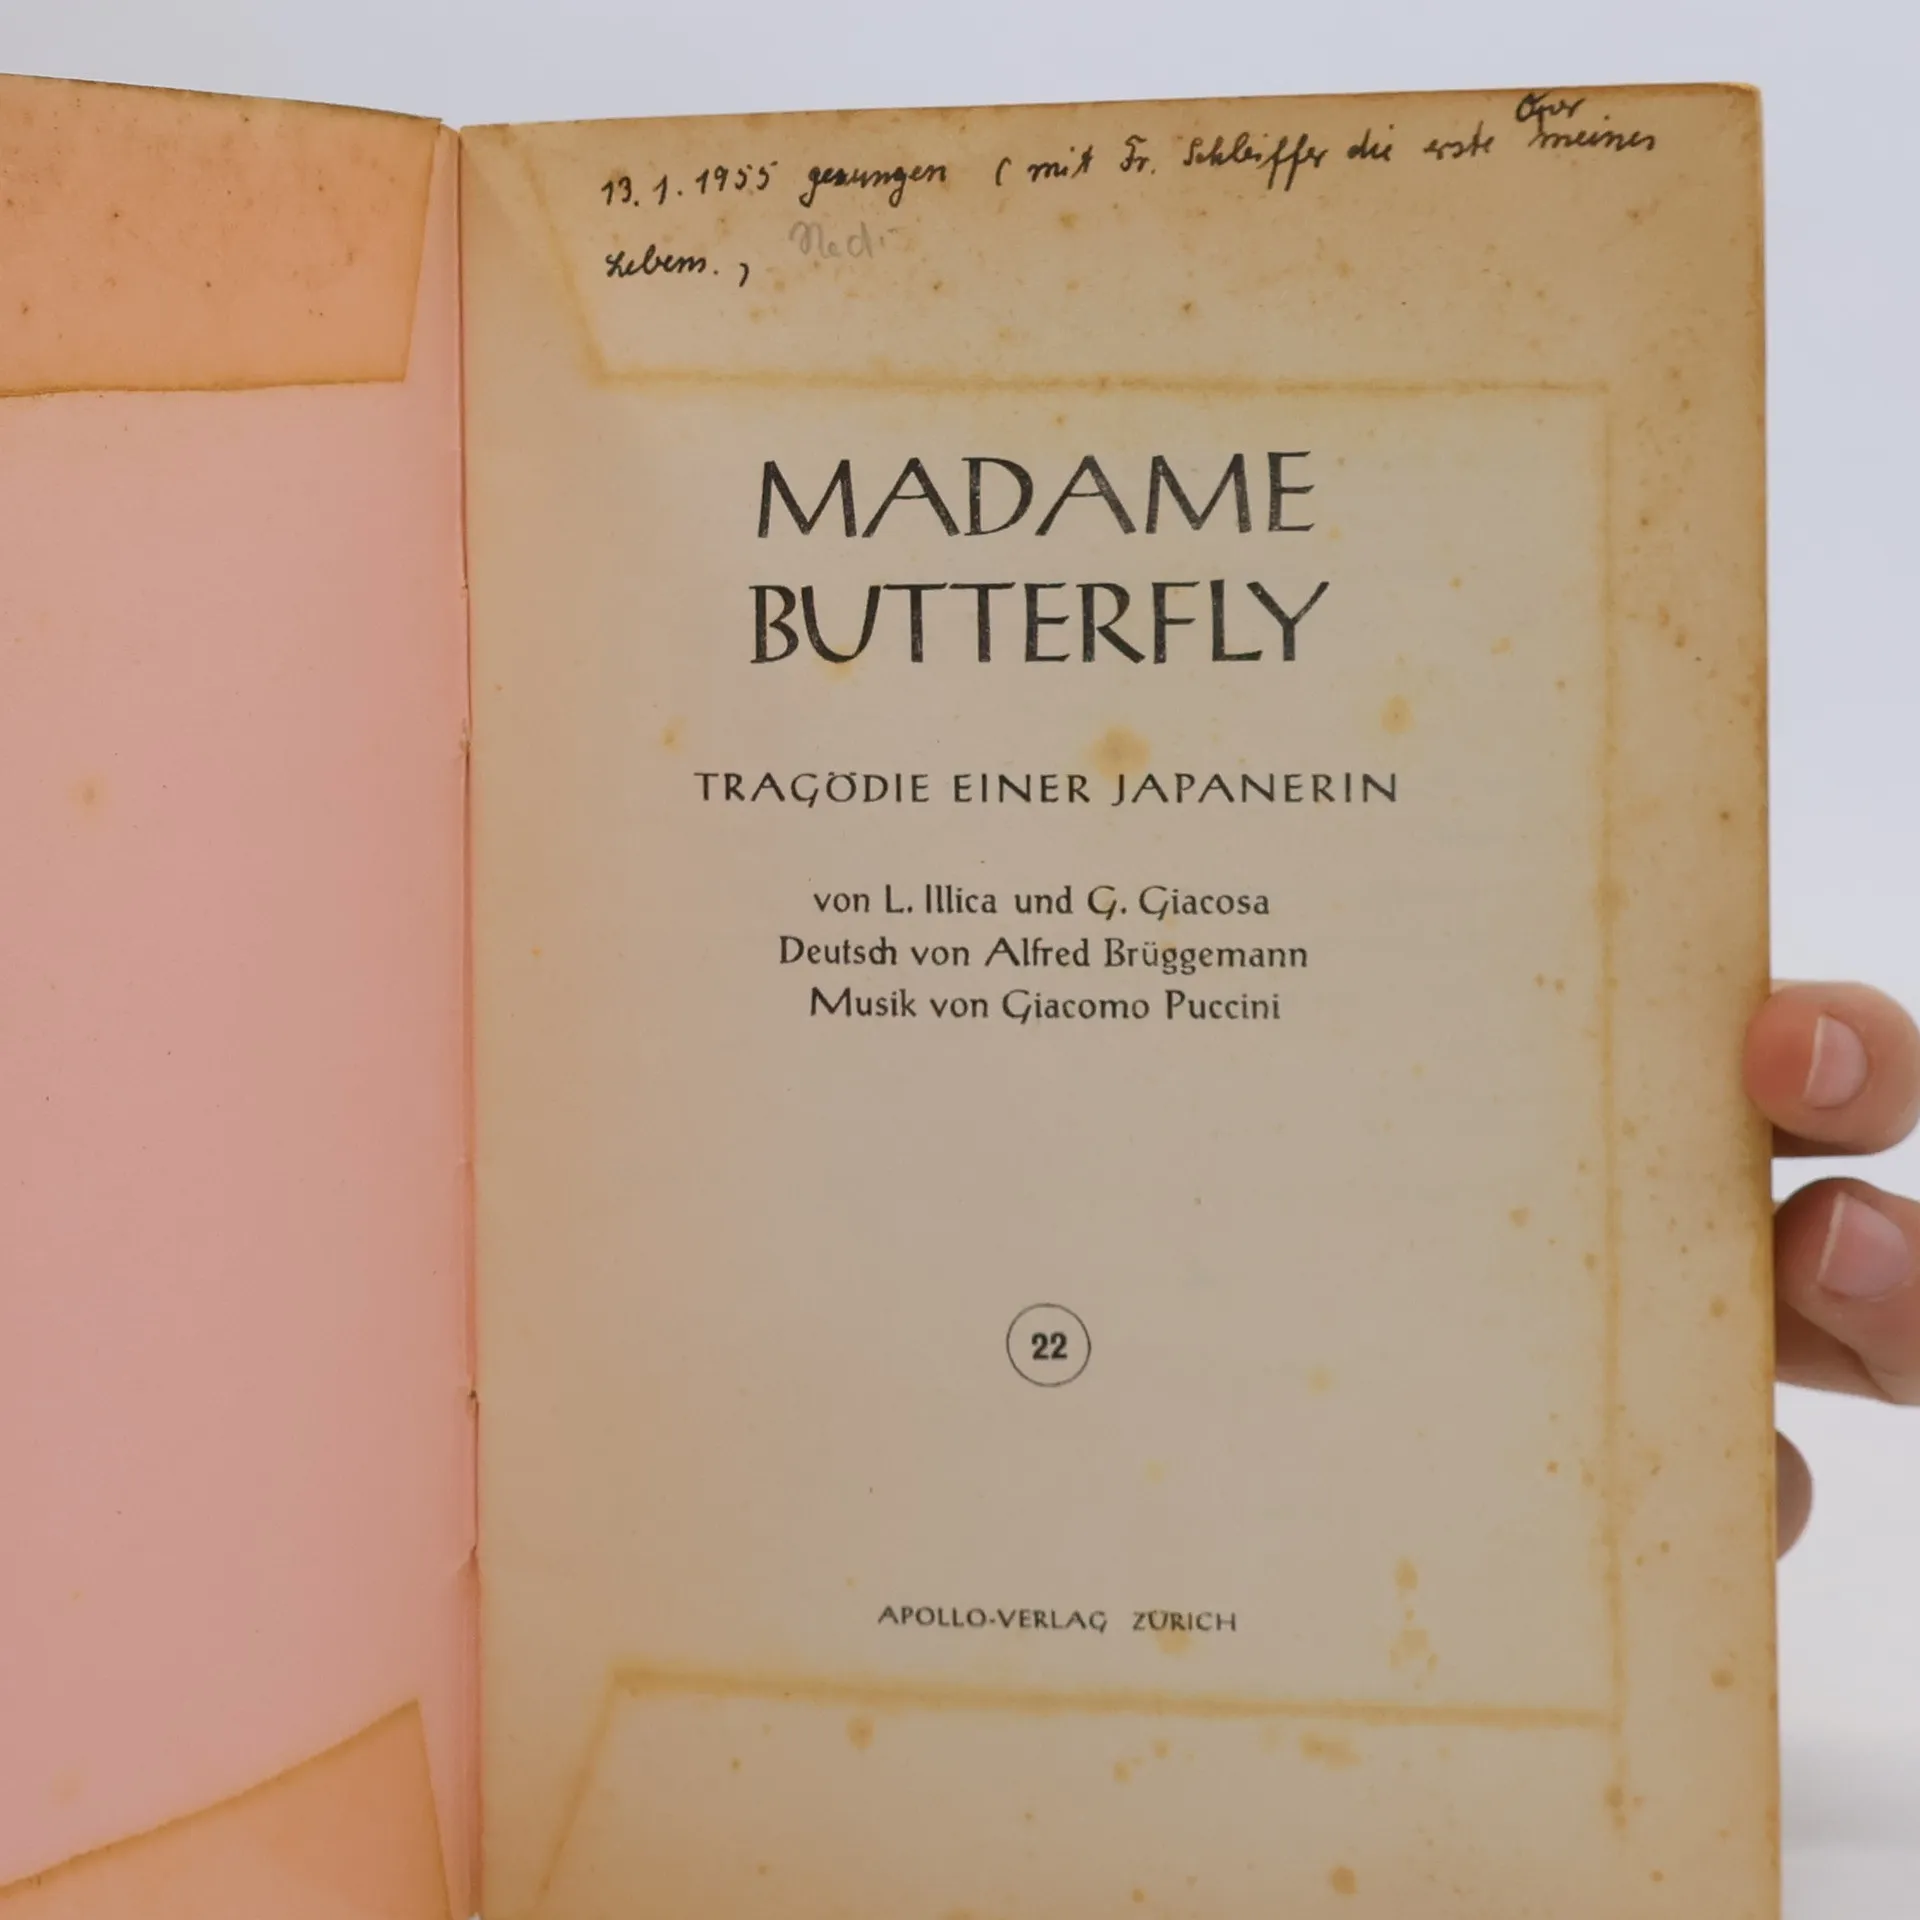 13. 1. 1955 gesungen ( mit Fr. Schleiffer die erste Oper meines
Lebens. )
MADAME
BUTTERFLY
TRAGÖDIE EINER JAPANERIN
von L. Illica und G. Giacosa
Deutsch von Alfred Brüggemann
Musik von Giacomo Puccini
22
APOLLO-VERLAG ZÜRICH